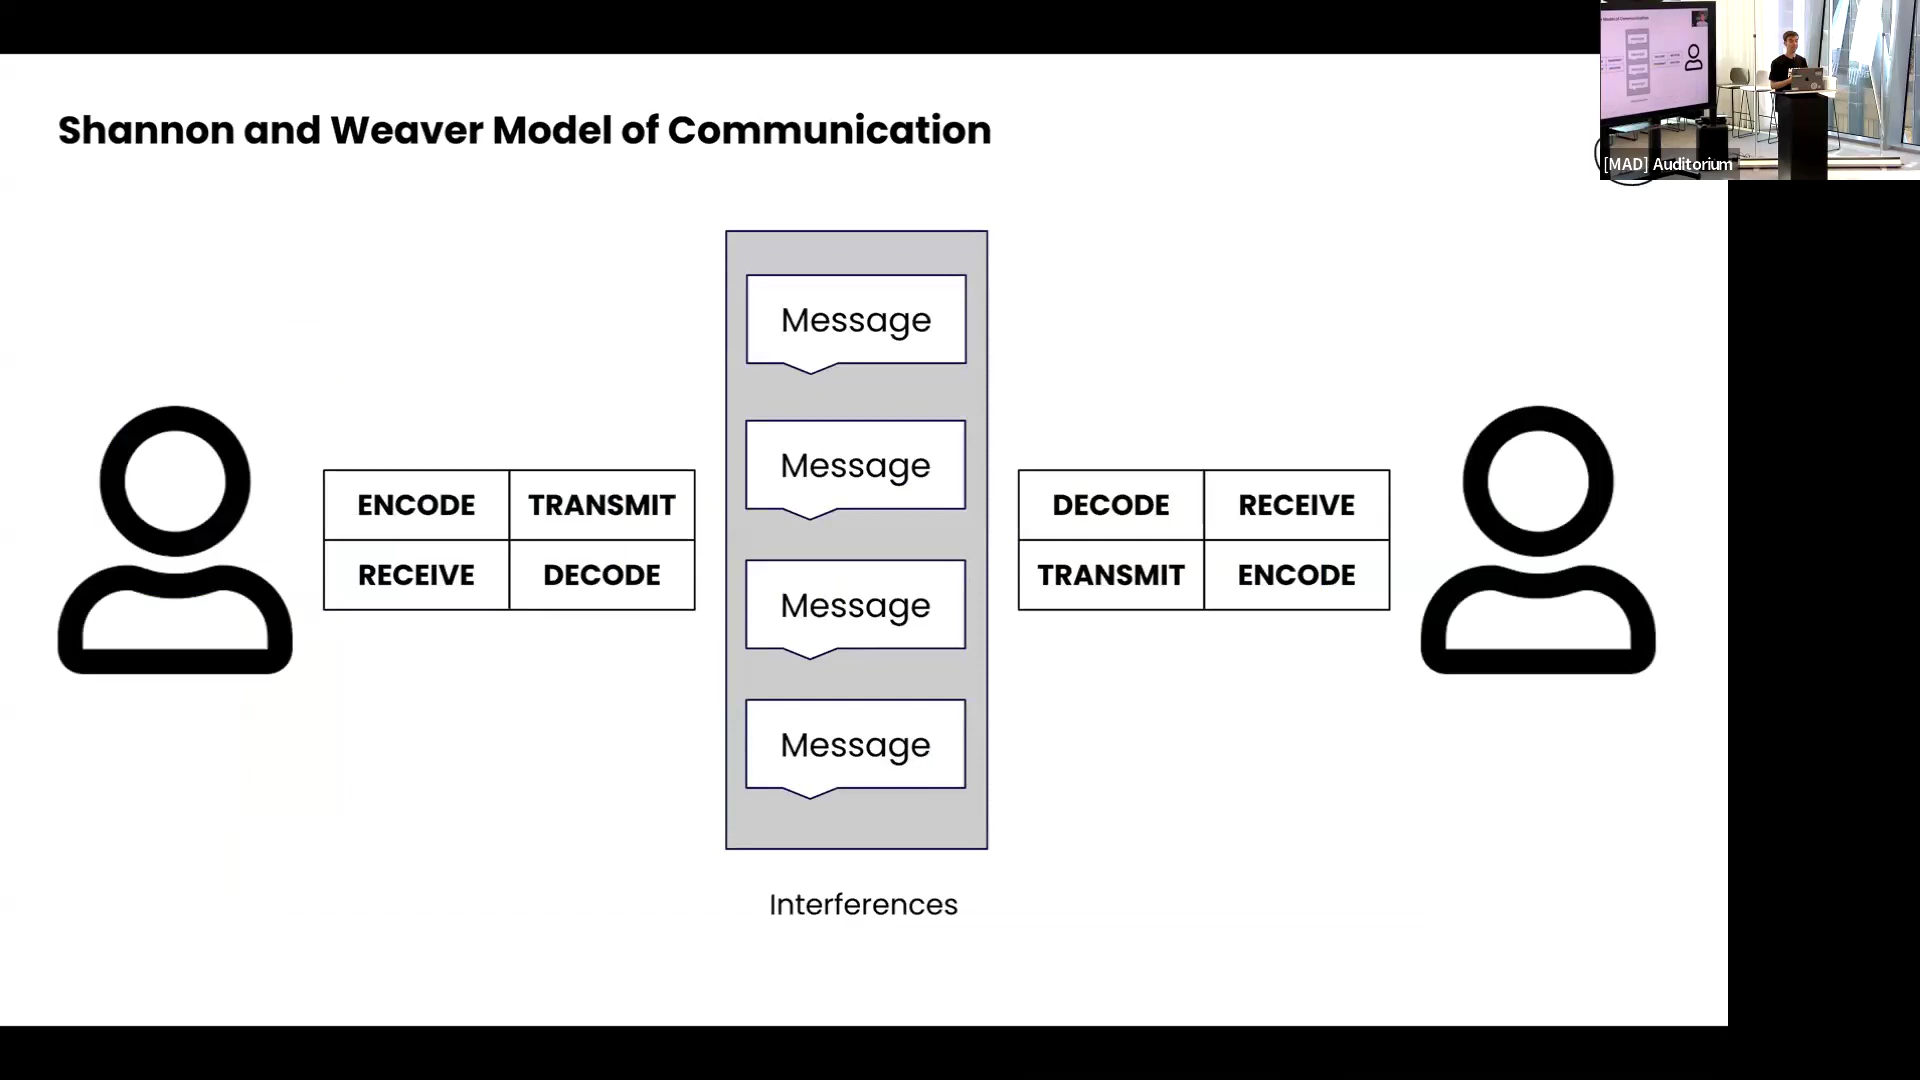 Shannon and Weaver Model of Communication
[MAD] Auditorium
Message
Message
ENCODE TRANSMIT
RECEIVE DECODE
DECODE RECEIVE
TRANSMIT ENCODE
Message
Message
Interferences